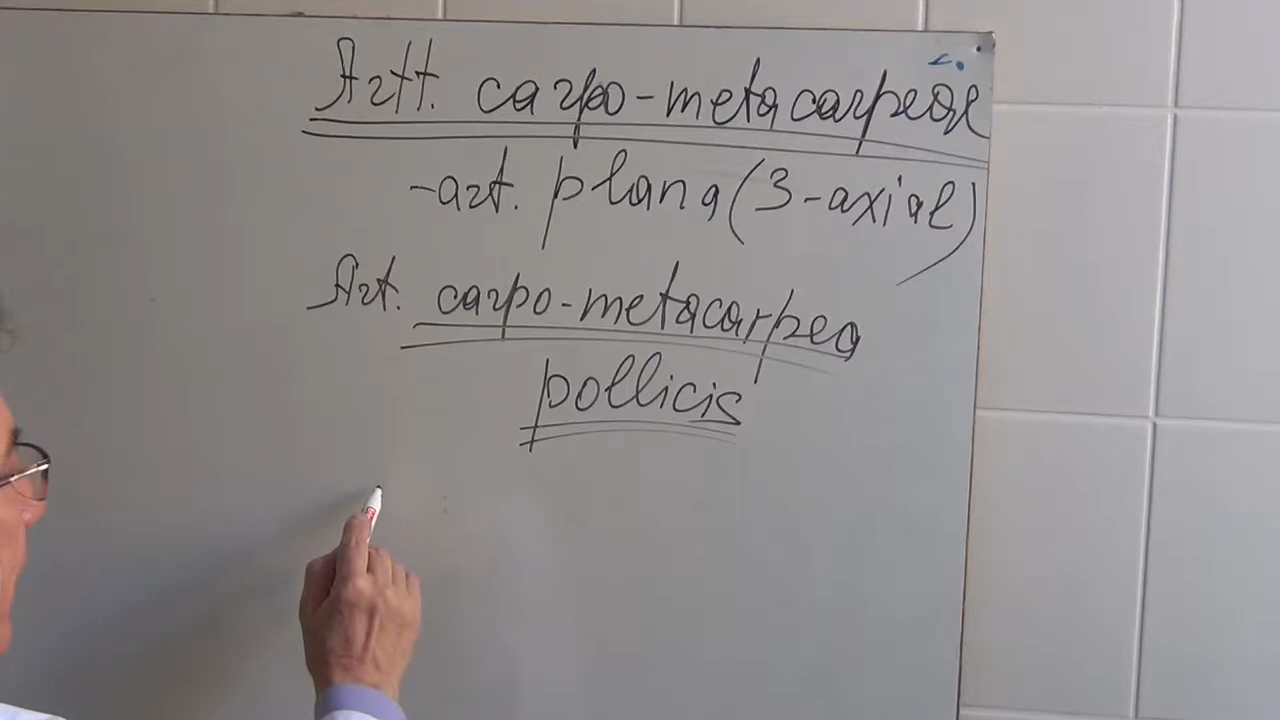 Artt. carpo-metacarpeae
-art. plana (3-axial)
Art. carpo-metacarpea
pollicis